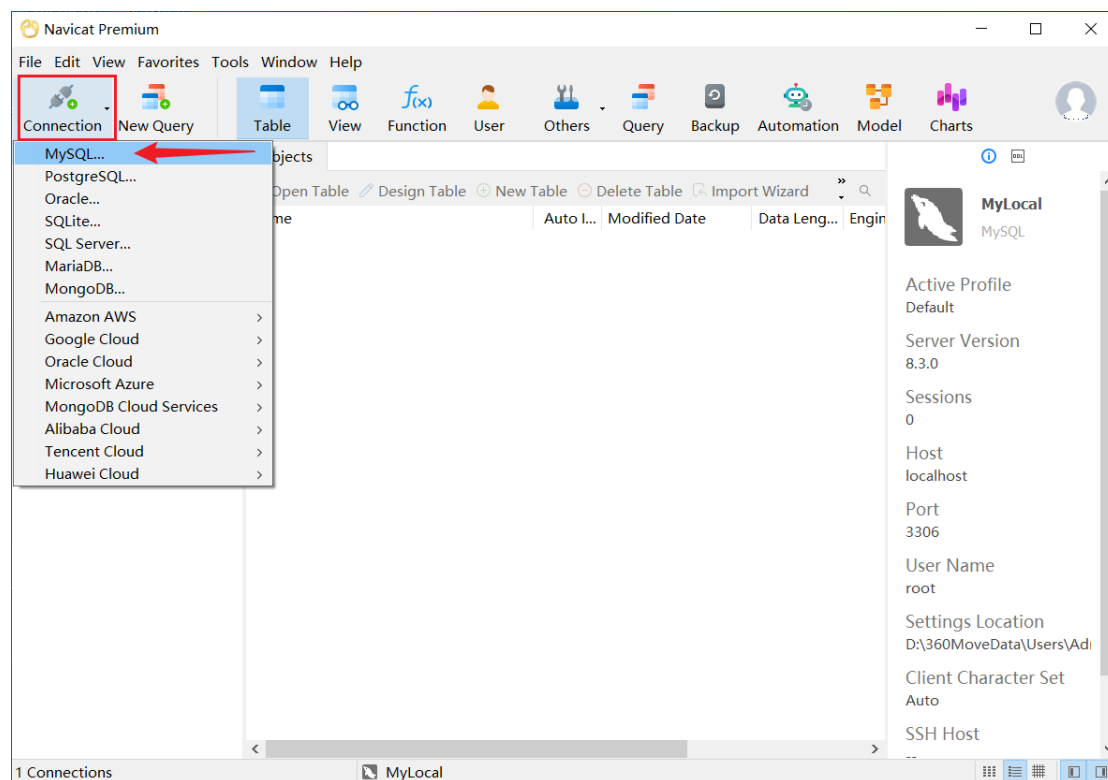 Navicat Premium
File Edit View Favorites Tools Window Help
Connection New Query Table View Function User Others Query Backup Automation Model Charts
MySQL...
PostgreSQL...
Oracle...
SQLite...
SQL Server...
MariaDB...
MongoDB...
Amazon AWS
Google Cloud
Oracle Cloud
Microsoft Azure
MongoDB Cloud Services
Alibaba Cloud
Tencent Cloud
Huawei Cloud
bjects
Open Table Design Table New Table Delete Table Import Wizard »
me Auto I... Modified Date Data Leng... Engin
DDL
MyLocal
MySQL
Active Profile
Default
Server Version
8.3.0
Sessions
0
Host
localhost
Port
3306
User Name
root
Settings Location
D:\360MoveData\Users\Adı
Client Character Set
Auto
SSH Host
--
1 Connections MyLocal